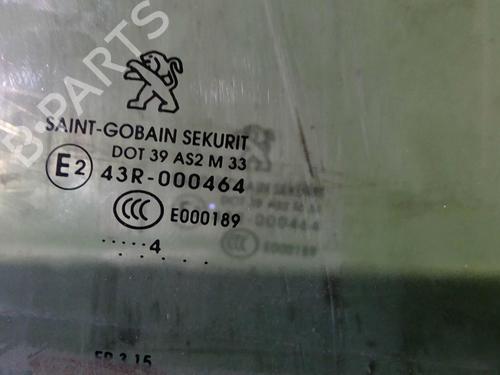 B-PARTS
SAINT-GOBAIN SEKURIT
DOT 39 AS2 M 33
E2 43R-000464
CCC E000189
.....4